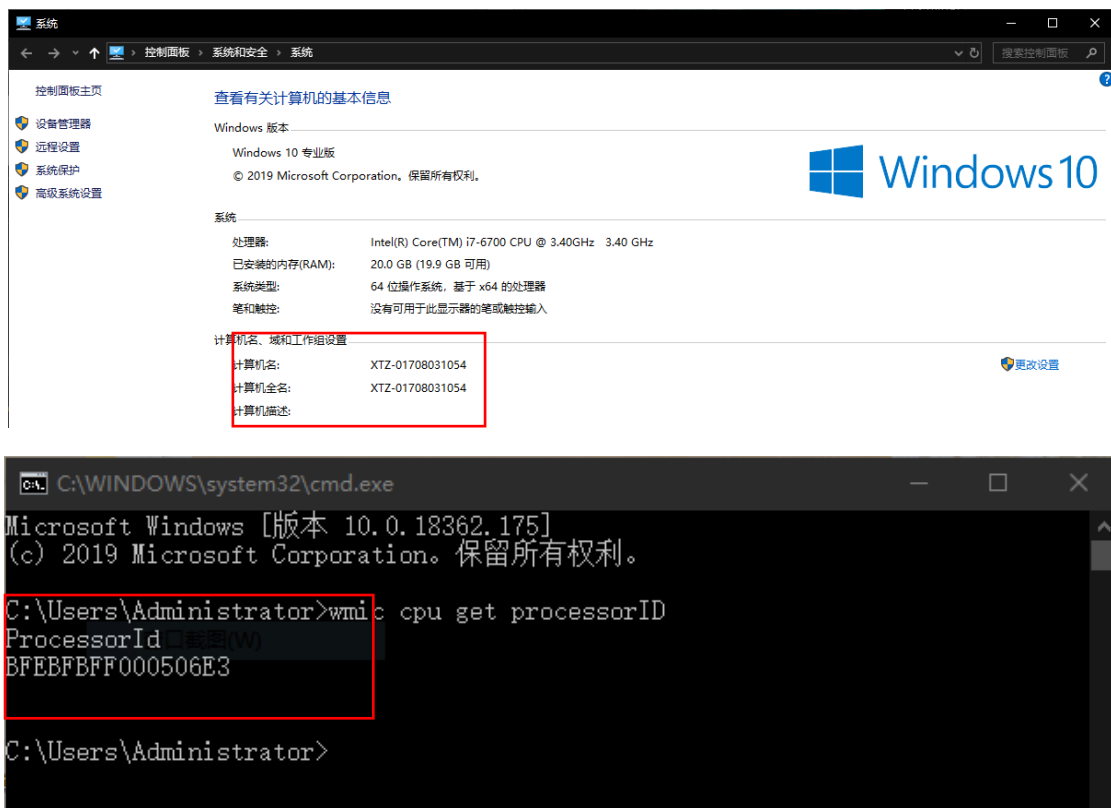 系统
控制面板 › 系统和安全 › 系统
搜索控制面板
控制面板主页
设备管理器
远程设置
系统保护
高级系统设置
查看有关计算机的基本信息
Windows 版本
Windows 10 专业版
© 2019 Microsoft Corporation。保留所有权利。
Windows 10
系统
处理器: Intel(R) Core(TM) i7-6700 CPU @ 3.40GHz 3.40 GHz
已安装的内存(RAM): 20.0 GB (19.9 GB 可用)
系统类型: 64 位操作系统, 基于 x64 的处理器
笔和触控: 没有可用于此显示器的笔或触控输入
计算机名、域和工作组设置
计算机名: XTZ-01708031054
更改设置
计算机全名: XTZ-01708031054
计算机描述:
C:\WINDOWS\system32\cmd.exe
Microsoft Windows [版本 10.0.18362.175]
(c) 2019 Microsoft Corporation。保留所有权利。
C:\Users\Administrator>wmic cpu get processorID
ProcessorId
截图(W)
BFEBFBFF000506E3
C:\Users\Administrator>